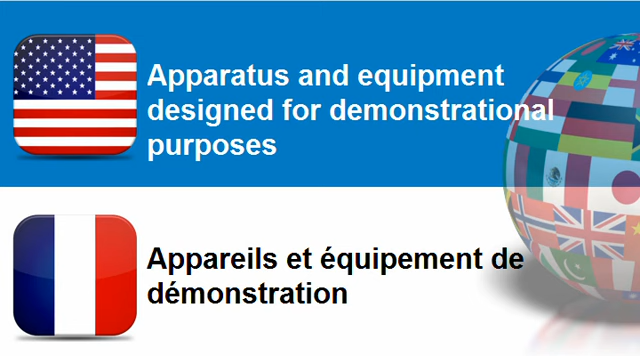 Apparatus and equipment
designed for demonstrational
purposes
Appareils et équipement de
démonstration